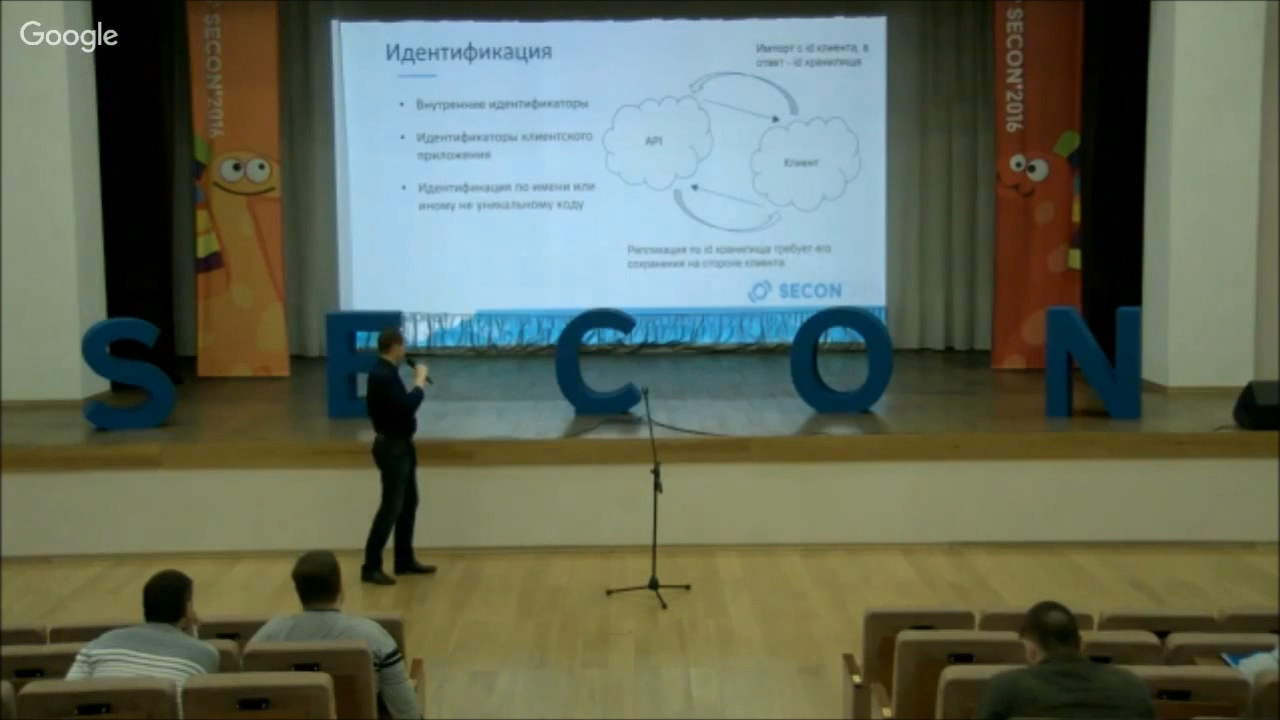 Google
SECON'2016
SECON'2016
Идентификация
• Внутренние идентификаторы
• Идентификаторы клиентского
приложения
• Идентификация по имени или
иному не уникальному коду
Импорт с id клиента, в
ответ - id хранилища
API
Клиент
Репликация по id хранилища требует его
сохранения на стороне клиента
SECON
S E C O N